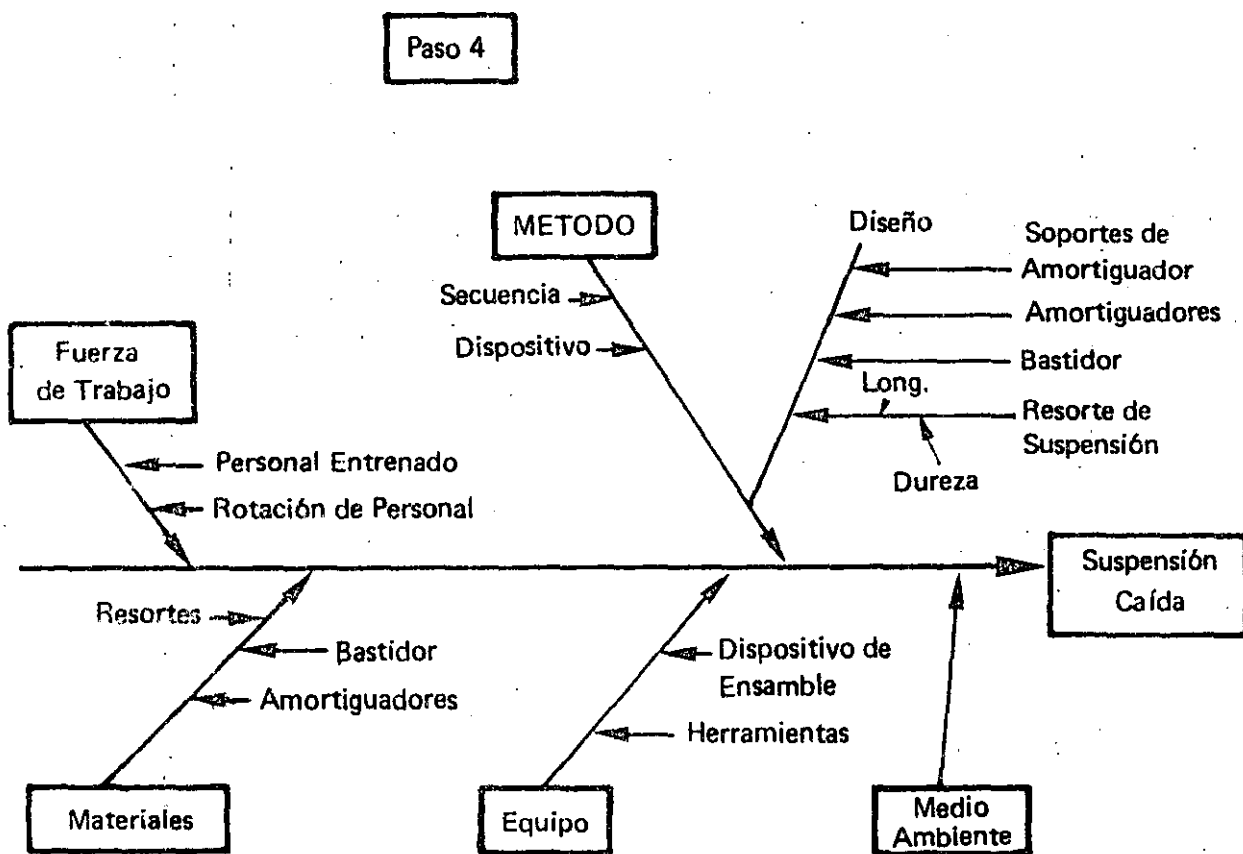 Paso 4
METODO
Secuencia
Dispositivo
Diseño
Soportes de
Amortiguador
Amortiguadores
Bastidor
Long.
Resorte de
Suspensión
Dureza
Fuerza
de Trabajo
Personal Entrenado
Rotación de Personal
Suspensión
Caída
Resortes
Bastidor
Amortiguadores
Materiales
Dispositivo de
Ensamble
Herramientas
Equipo
Medio
Ambiente